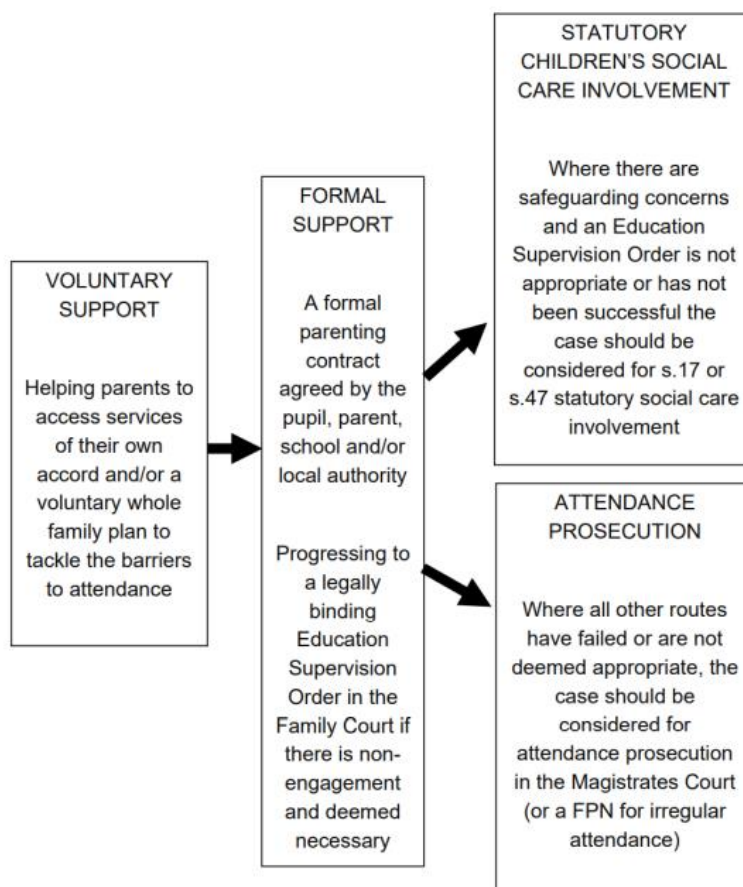 VOLUNTARY
SUPPORT
Helping parents to
access services
of their own
accord and/or a
voluntary whole
family plan to
tackle the barriers
to attendance
FORMAL
SUPPORT
A formal
parenting
contract
agreed by the
pupil, parent,
school and/or
local authority
Progressing to
a legally
binding
Education
Supervision
Order in the
Family Court if
there is non-
engagement
and deemed
necessary
STATUTORY
CHILDREN'S SOCIAL
CARE INVOLVEMENT
Where there are
safeguarding concerns
and an Education
Supervision Order is not
appropriate or has not
been successful the
case should be
considered for s.17 or
s.47 statutory social care
involvement
ATTENDANCE
PROSECUTION
Where all other routes
have failed or are not
deemed appropriate, the
case should be
considered for
attendance prosecution
in the Magistrates Court
(or a FPN for irregular
attendance)